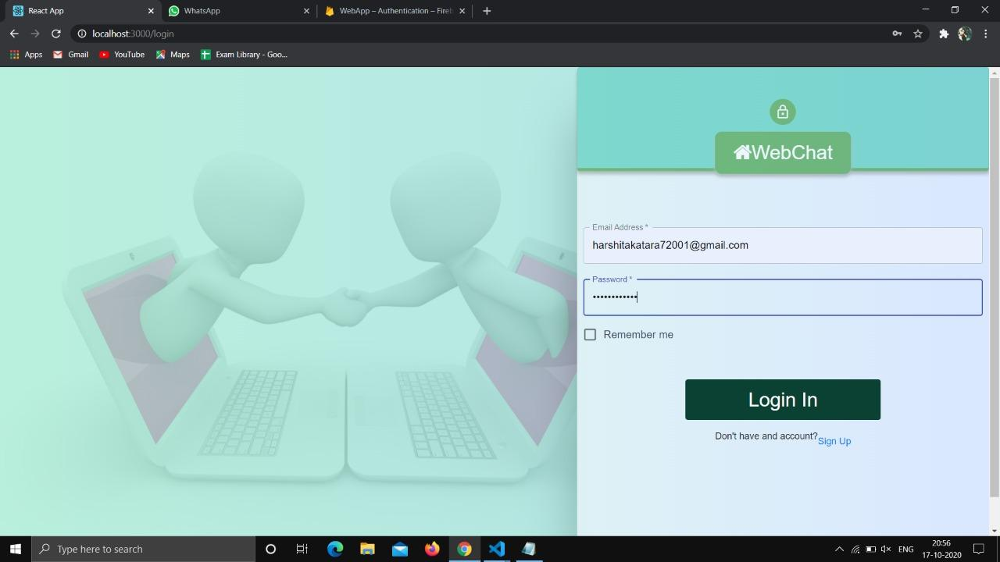 React App
WhatsApp
WebApp – Authentication – Fireb
localhost:3000/login
Apps
Gmail
YouTube
Maps
Exam Library - Goo...
WebChat
Email Address *
harshitakatara72001@gmail.com
Password *
••••••••••••
Remember me
Login In
Don't have and account?
Sign Up
Type here to search
ENG
20:56
17-10-2020